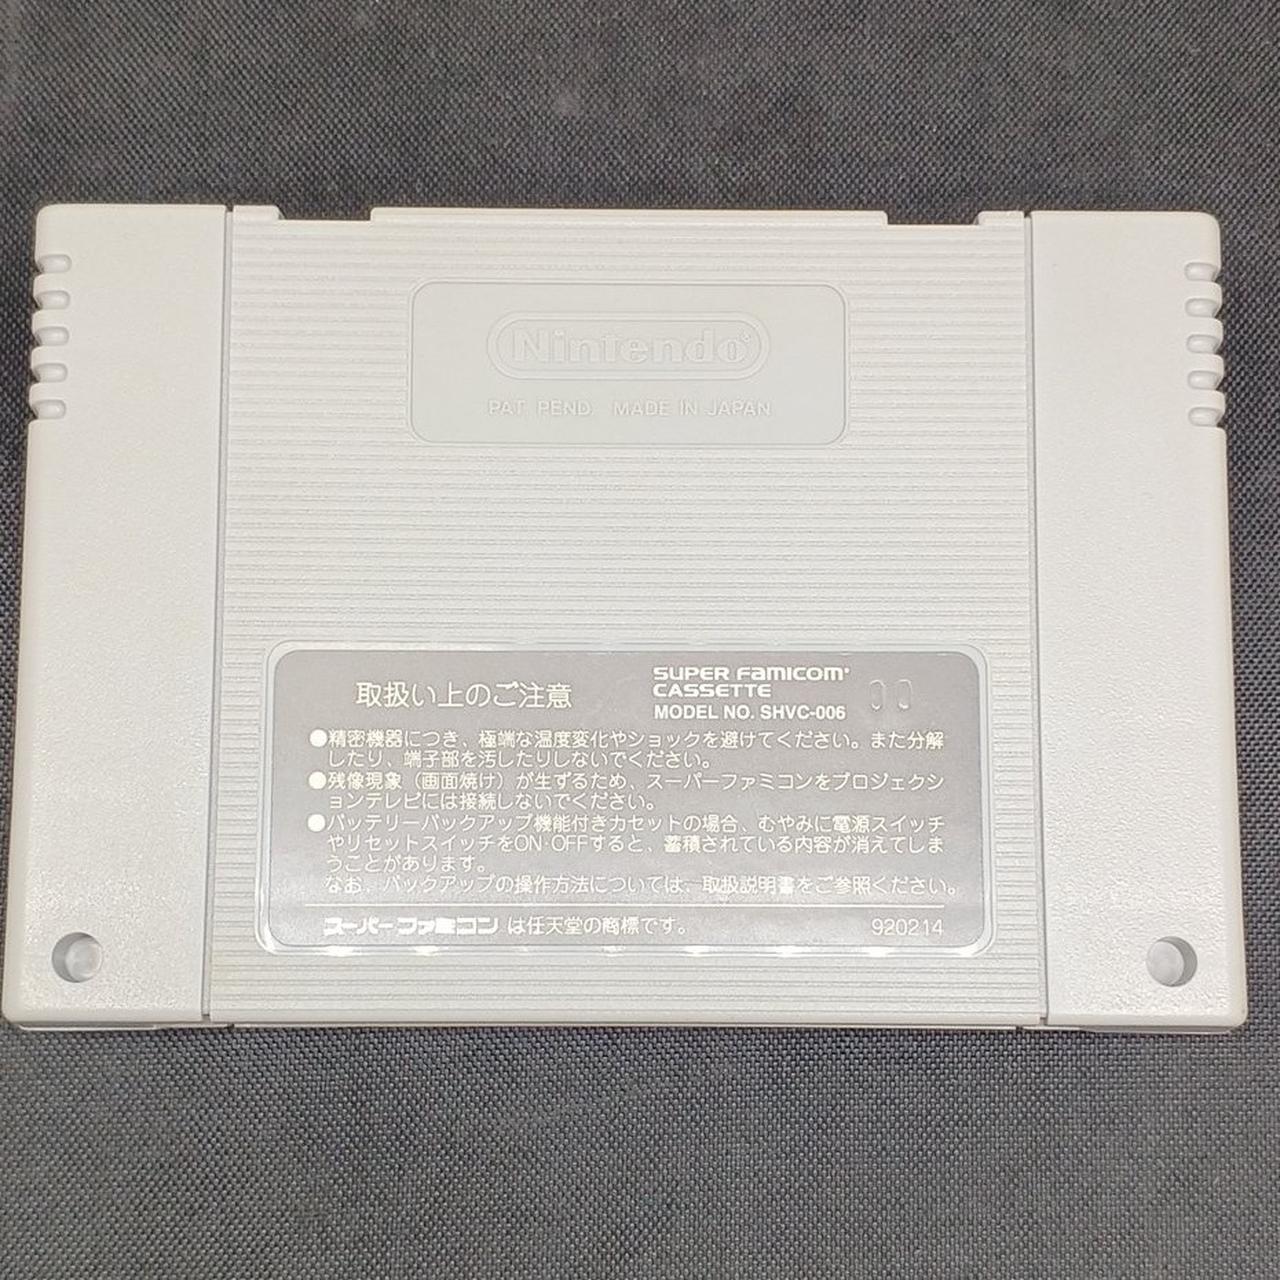 Nintendo®
PAT. PEND. MADE IN JAPAN
取扱い上のご注意
SUPER FAMICOM®
CASSETTE
MODEL NO. SHVC-006
●精密機器につき、極端な温度変化やショックを避けてください。また分解
したり、端子部を汚したりしないでください。
●残像現象（画面焼け）が生ずるため、スーパーファミコンをプロジェクシ
ョンテレビには接続しないでください。
●バッテリーバックアップ機能付きカセットの場合、むやみに電源スイッチ
やリセットスイッチをON・OFFすると、蓄積されている内容が消えてしま
うことがあります。
なお、バックアップの操作方法については、取扱説明書をご参照ください。
スーパーファミコン は任天堂の商標です。
920214